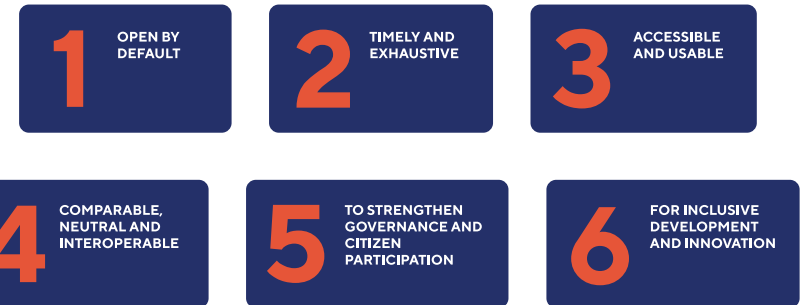 1
OPEN BY
DEFAULT
2
TIMELY AND
EXHAUSTIVE
3
ACCESSIBLE
AND USABLE
4
COMPARABLE,
NEUTRAL AND
INTEROPERABLE
5
TO STRENGTHEN
GOVERNANCE AND
CITIZEN
PARTICIPATION
6
FOR INCLUSIVE
DEVELOPMENT
AND INNOVATION